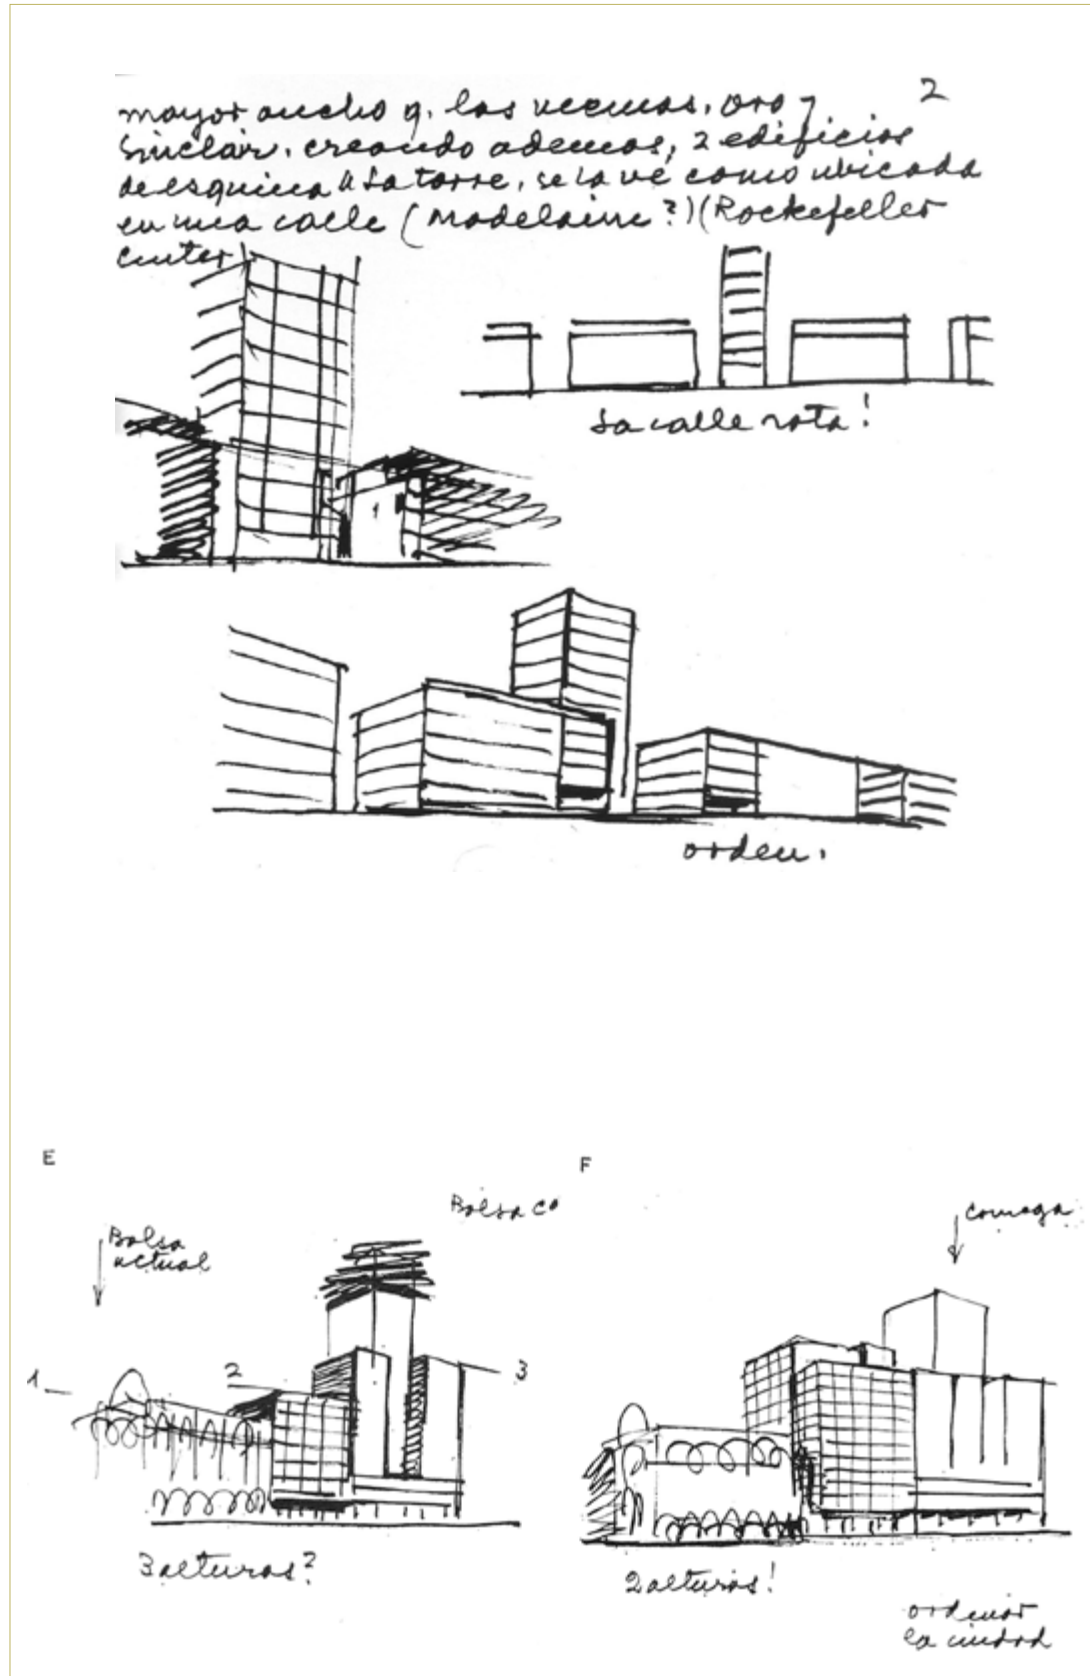 2
mayor ancho q. las vecinas, oro y
Sinclair. creando ademas, 2 edificios
de esquina a la torre, se la ve como ubicada
en una calle (Madelaine?) (Rockefeller
Center)
La calle rota!
1
orden.
E
F
Bolsa co
comega
Bolsa
actual
1
2
3
3 alturas?
2 alturas!
ordenar
la ciudad